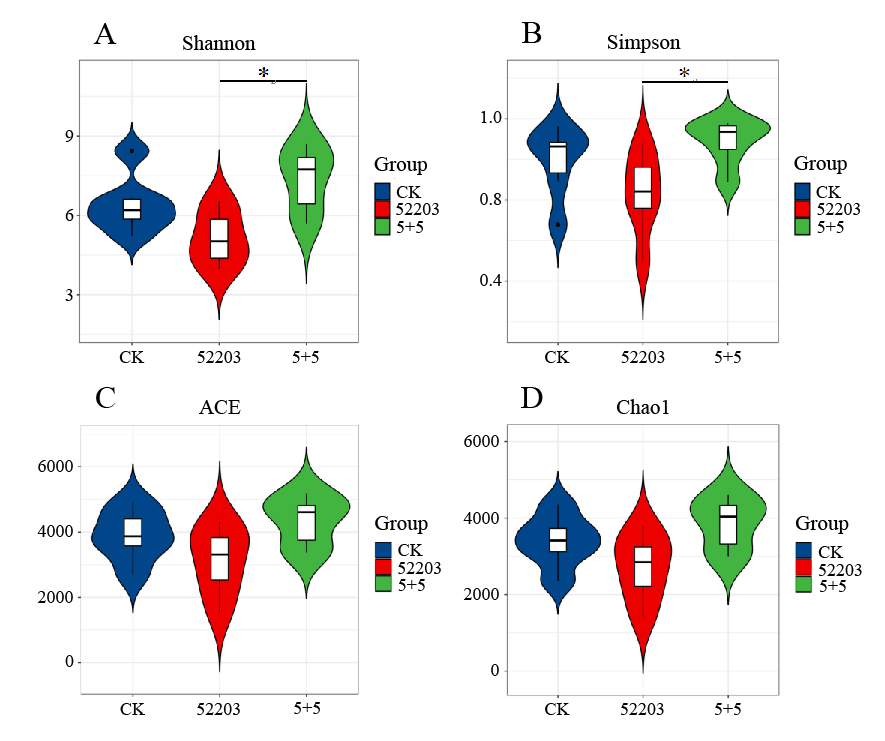 A
Shannon
*
9
6
3
CK
52203
5+5
Group
CK
52203
5+5
B
Simpson
*
1.0
0.8
0.4
CK
52203
5+5
Group
CK
52203
5+5
C
ACE
6000
4000
2000
0
CK
52203
5+5
Group
CK
52203
5+5
D
Chao1
6000
4000
2000
0
CK
52203
5+5
Group
CK
52203
5+5